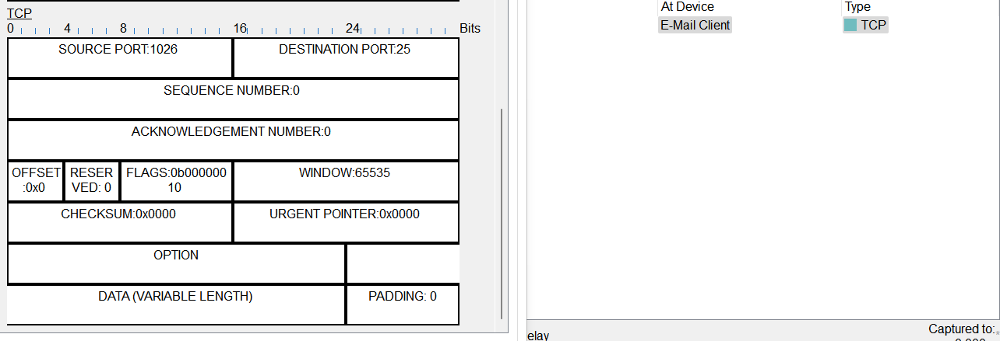 TCP
0 4 8 16 24 Bits
SOURCE PORT:1026
DESTINATION PORT:25
SEQUENCE NUMBER:0
ACKNOWLEDGEMENT NUMBER:0
OFFSET
:0x0
RESER
VED: 0
FLAGS:0b000000
10
WINDOW:65535
CHECKSUM:0x0000
URGENT POINTER:0x0000
OPTION
DATA (VARIABLE LENGTH)
PADDING: 0
At Device
Type
E-Mail Client
TCP
elay
Captured to: